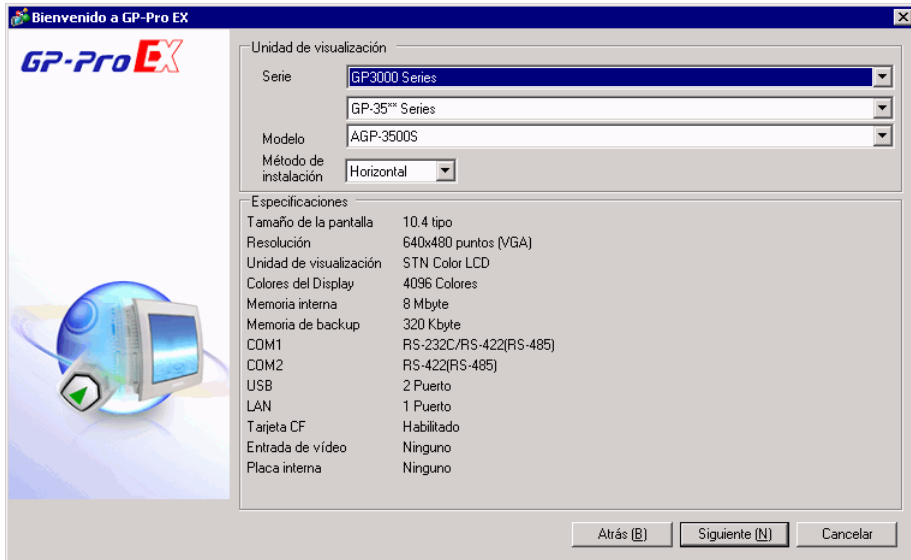 Bienvenido a GP-Pro EX
GP-Pro EX
Unidad de visualización
Serie GP3000 Series
GP-35** Series
Modelo AGP-3500S
Método de
instalación Horizontal
Especificaciones
Tamaño de la pantalla 10.4 tipo
Resolución 640x480 puntos (VGA)
Unidad de visualización STN Color LCD
Colores del Display 4096 Colores
Memoria interna 8 Mbyte
Memoria de backup 320 Kbyte
COM1 RS-232C/RS-422(RS-485)
COM2 RS-422(RS-485)
USB 2 Puerto
LAN 1 Puerto
Tarjeta CF Habilitado
Entrada de vídeo Ninguno
Placa interna Ninguno
Atrás (B) Siguiente (N) Cancelar